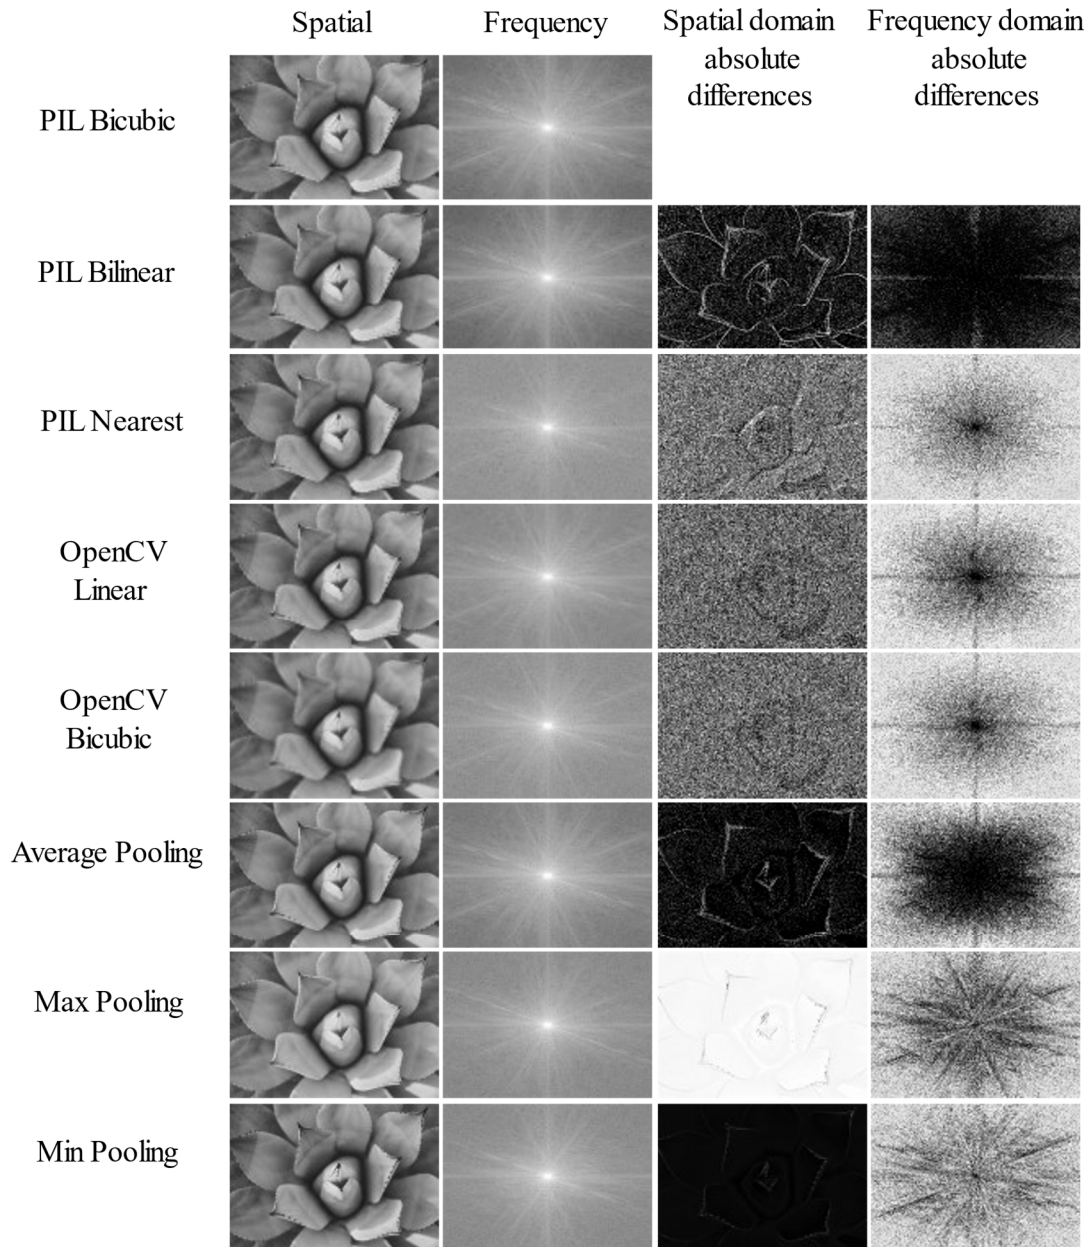 Spatial
Frequency
Spatial domain
absolute
differences
Frequency domain
absolute
differences
PIL Bicubic
PIL Bilinear
PIL Nearest
OpenCV
Linear
OpenCV
Bicubic
Average Pooling
Max Pooling
Min Pooling